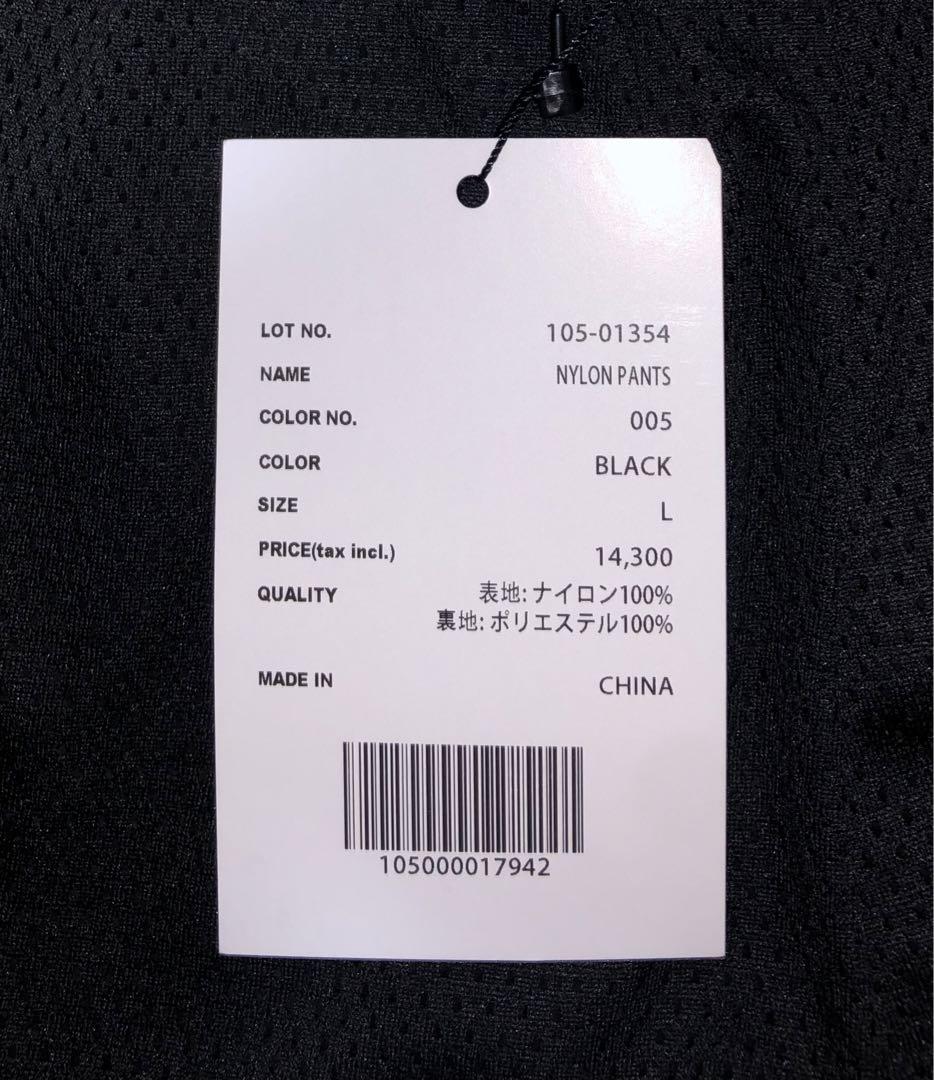 LOT NO. 105-01354
NAME NYLON PANTS
COLOR NO. 005
COLOR BLACK
SIZE L
PRICE(tax incl.) 14,300
QUALITY 表地: ナイロン100%
裏地: ポリエステル100%
MADE IN CHINA
105000017942